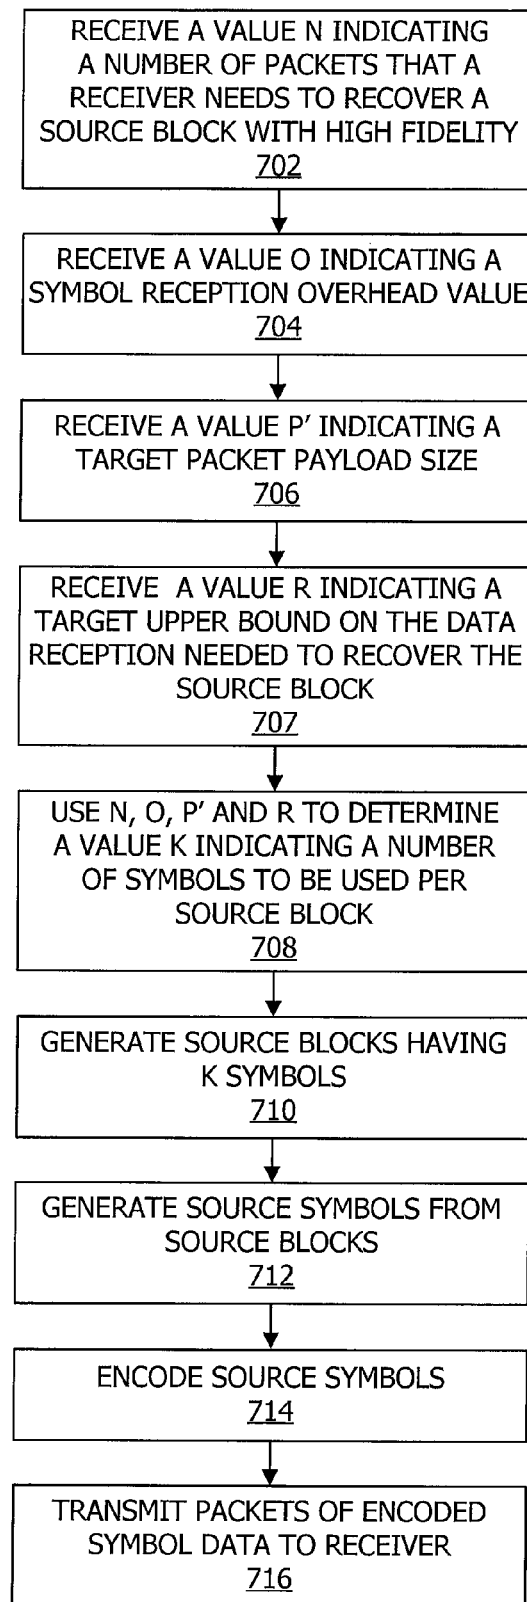 RECEIVE A VALUE N INDICATING
A NUMBER OF PACKETS THAT A
RECEIVER NEEDS TO RECOVER A
SOURCE BLOCK WITH HIGH FIDELITY
702
RECEIVE A VALUE O INDICATING A
SYMBOL RECEPTION OVERHEAD VALUE
704
RECEIVE A VALUE P' INDICATING A
TARGET PACKET PAYLOAD SIZE
706
RECEIVE A VALUE R INDICATING A
TARGET UPPER BOUND ON THE DATA
RECEPTION NEEDED TO RECOVER THE
SOURCE BLOCK
707
USE N, O, P' AND R TO DETERMINE
A VALUE K INDICATING A NUMBER
OF SYMBOLS TO BE USED PER
SOURCE BLOCK
708
GENERATE SOURCE BLOCKS HAVING
K SYMBOLS
710
GENERATE SOURCE SYMBOLS FROM
SOURCE BLOCKS
712
ENCODE SOURCE SYMBOLS
714
TRANSMIT PACKETS OF ENCODED
SYMBOL DATA TO RECEIVER
716